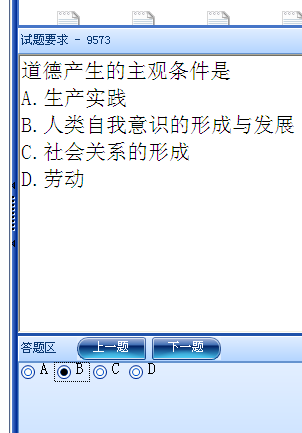 试题要求 - 9573
道德产生的主观条件是
A.生产实践
B.人类自我意识的形成与发展
C.社会关系的形成
D.劳动
答题区 上一题 下一题
A B C D